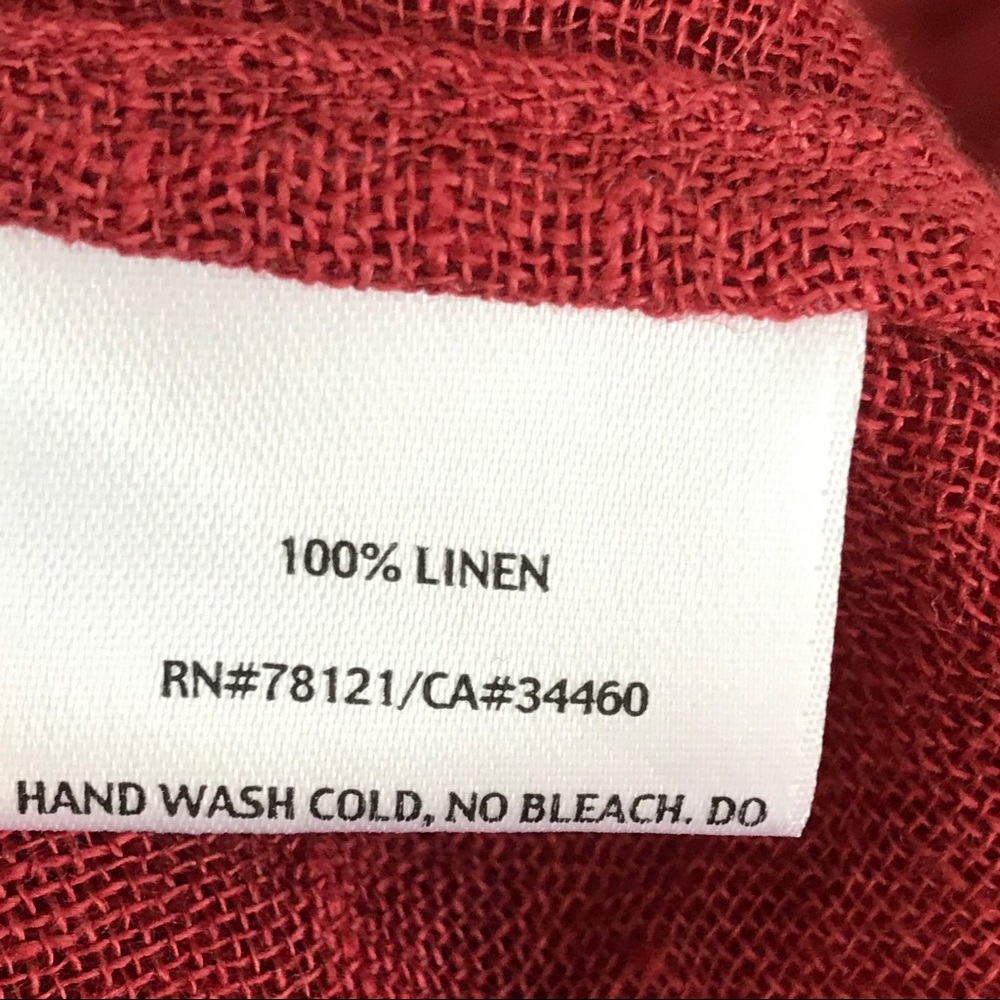 100% LINEN
RN#78121/CA#34460
HAND WASH COLD, NO BLEACH. DO